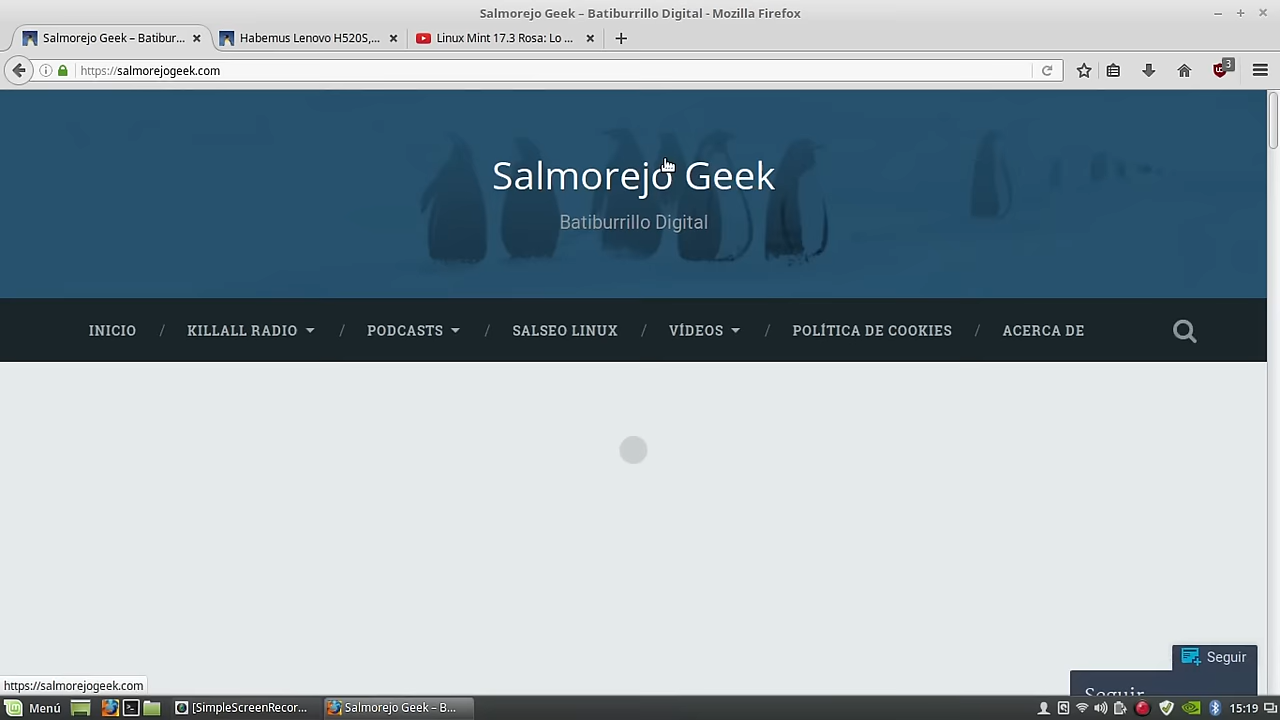 Salmorejo Geek – Batiburrillo Digital - Mozilla Firefox
Salmorejo Geek – Batibur...
Habemus Lenovo H520S,...
Linux Mint 17.3 Rosa: Lo ...
https://salmorejogeek.com
3
Salmorejo Geek
Batiburrillo Digital
INICIO / KILLALL RADIO / PODCASTS / SALSEO LINUX / VÍDEOS / POLÍTICA DE COOKIES / ACERCA DE
Seguir
Seguir
https://salmorejogeek.com
Menú
[SimpleScreenRecor...
Salmorejo Geek – B...
15:19